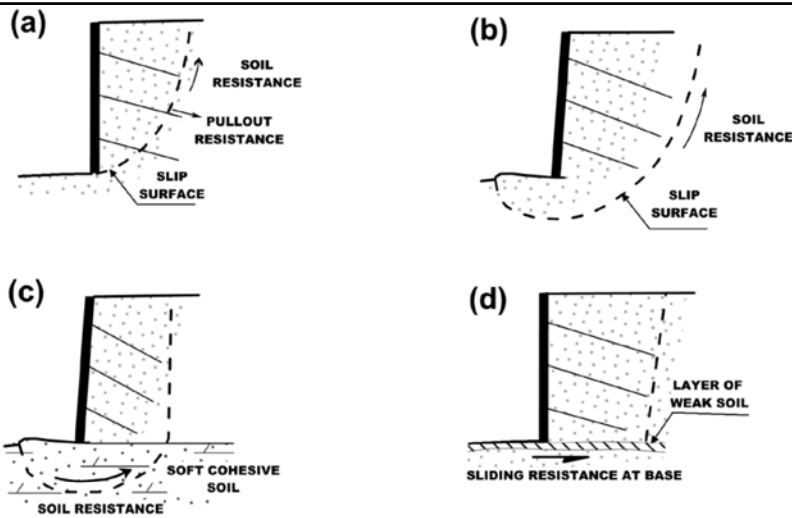 (a)
SOIL
RESISTANCE
PULLOUT
RESISTANCE
SLIP
SURFACE
(b)
SOIL
RESISTANCE
SLIP
SURFACE
(c)
SOFT COHESIVE
SOIL
SOIL RESISTANCE
(d)
LAYER OF
WEAK SOIL
SLIDING RESISTANCE AT BASE